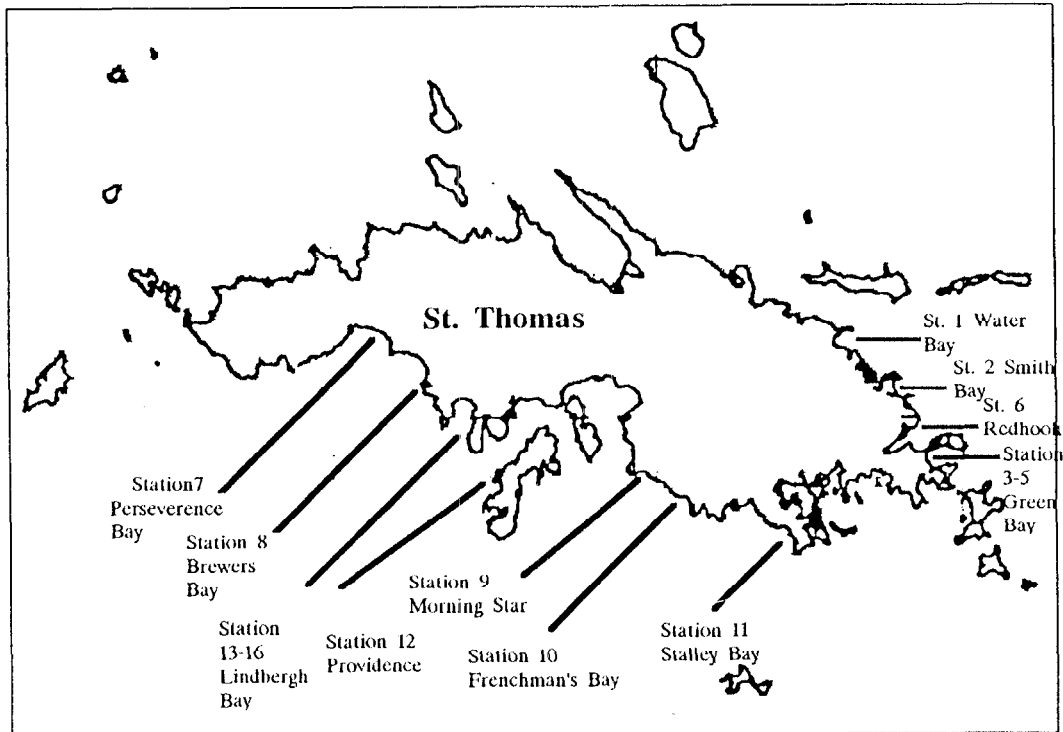 St. Thomas
St. 1 Water
Bay
St. 2 Smith
Bay
St. 6
Redhook
Station
3-5
Green
Bay
Station7
Perseverence
Bay
Station 8
Brewers
Bay
Station
13-16
Lindbergh
Bay
Station 12
Providence
Station 9
Morning Star
Station 10
Frenchman's Bay
Station 11
Stalley Bay